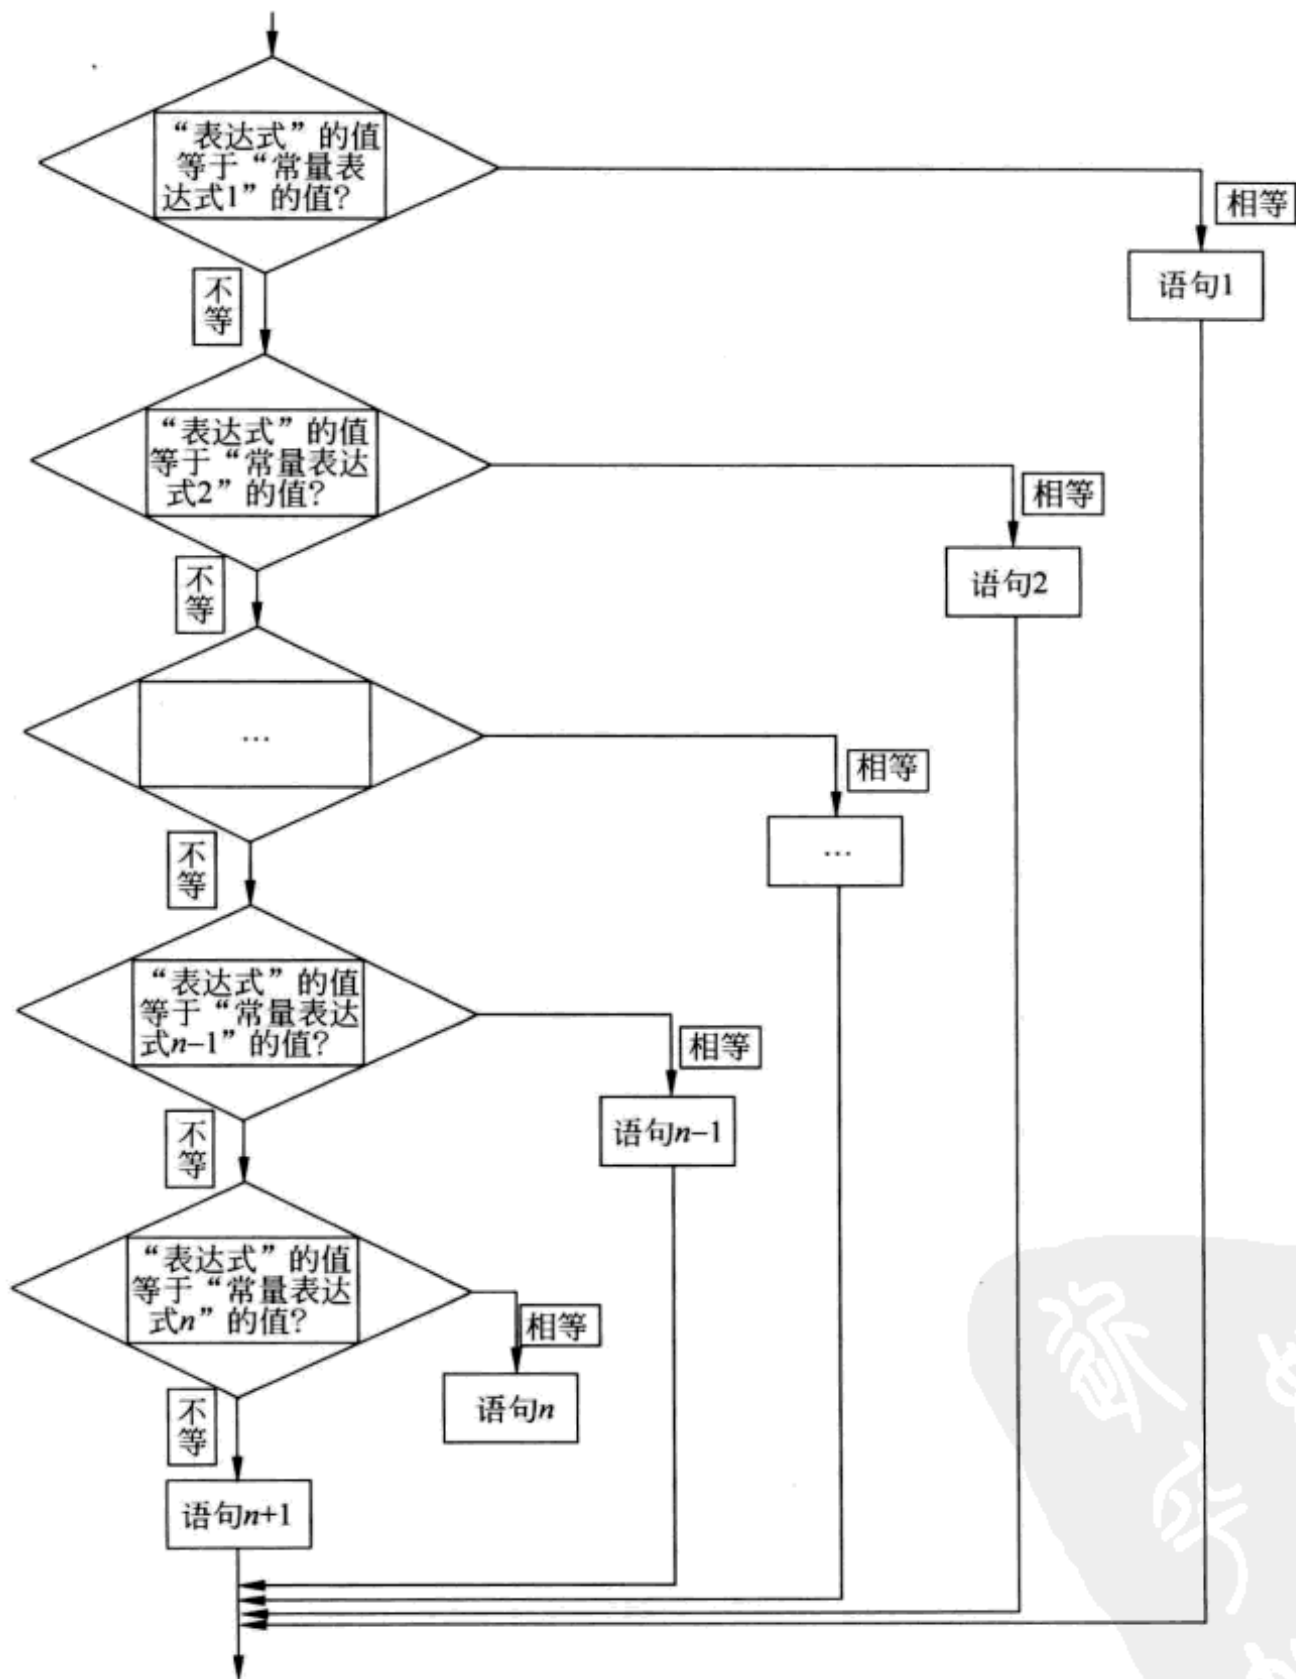 “表达式”的值
等于“常量表
达式1”的值?
相等
语句1
不
等
“表达式”的值
等于“常量表达
式2”的值?
相等
语句2
不
等
…
相等
…
不
等
“表达式”的值
等于“常量表达
式n−1”的值?
相等
语句n−1
不
等
“表达式”的值
等于“常量表达
式n”的值?
相等
语句n
不
等
语句n+1